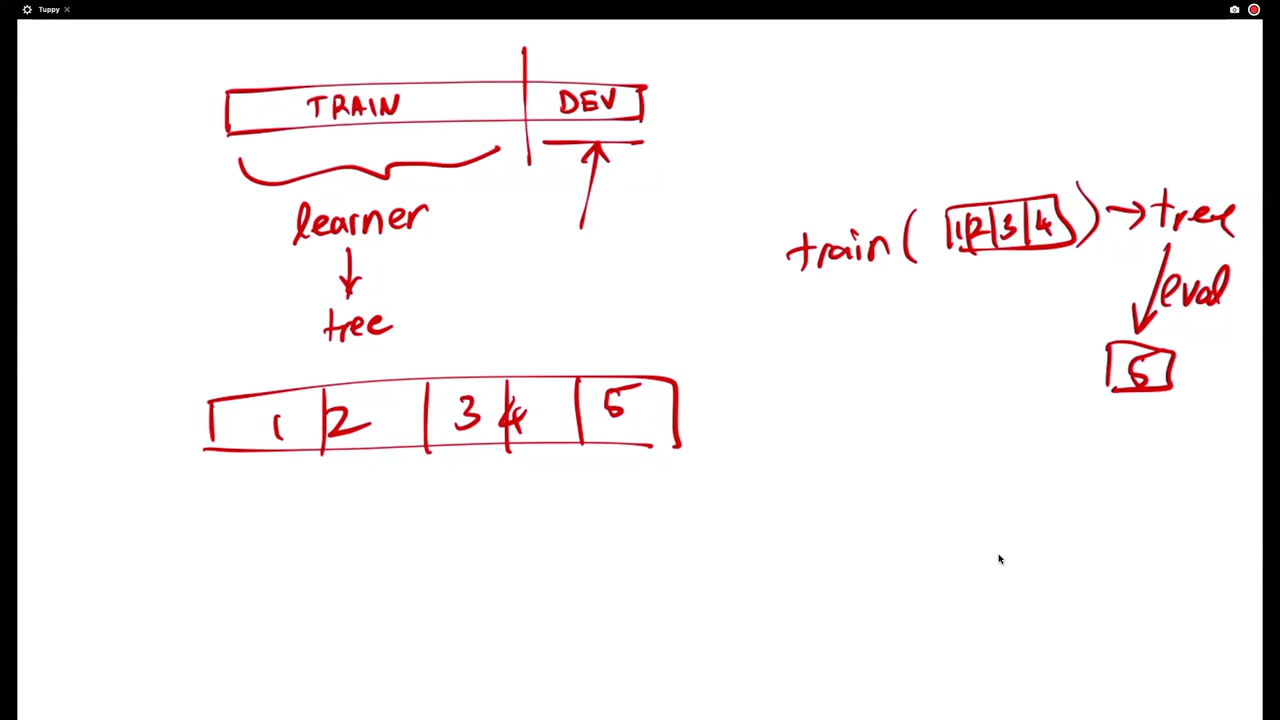 Tuppy
TRAIN DEV
learner
tree
1 2 3 4 5
train( 1 2 3 4 ) → tree
eval
5